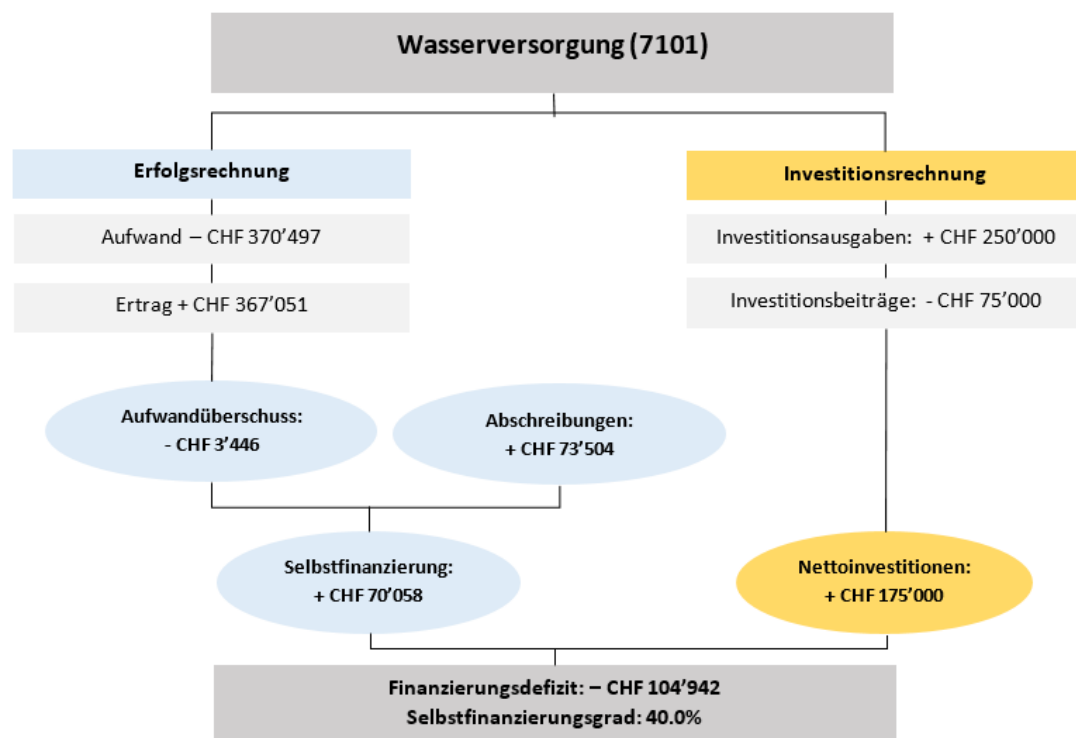 Wasserversorgung (7101)
Erfolgsrechnung
Aufwand – CHF 370’497
Ertrag + CHF 367’051
Aufwandüberschuss:
- CHF 3’446
Abschreibungen:
+ CHF 73’504
Selbstfinanzierung:
+ CHF 70’058
Investitionsrechnung
Investitionsausgaben: + CHF 250’000
Investitionsbeiträge: - CHF 75’000
Nettoinvestitionen:
+ CHF 175’000
Finanzierungsdefizit: – CHF 104’942
Selbstfinanzierungsgrad: 40.0%